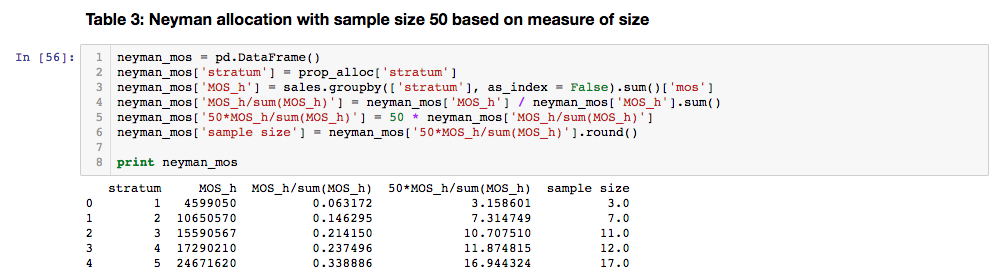 Table 3: Neyman allocation with sample size 50 based on measure of size
In [56]:
1 neyman_mos = pd.DataFrame()
2 neyman_mos['stratum'] = prop_alloc['stratum']
3 neyman_mos['MOS_h'] = sales.groupby(['stratum'], as_index = False).sum()['mos']
4 neyman_mos['MOS_h/sum(MOS_h)'] = neyman_mos['MOS_h'] / neyman_mos['MOS_h'].sum()
5 neyman_mos['50*MOS_h/sum(MOS_h)'] = 50 * neyman_mos['MOS_h/sum(MOS_h)']
6 neyman_mos['sample size'] = neyman_mos['50*MOS_h/sum(MOS_h)'].round()
7
8 print neyman_mos
stratum MOS_h MOS_h/sum(MOS_h) 50*MOS_h/sum(MOS_h) sample size
0 1 4599050 0.063172 3.158601 3.0
1 2 10650570 0.146295 7.314749 7.0
2 3 15590567 0.214150 10.707510 11.0
3 4 17290210 0.237496 11.874815 12.0
4 5 24671620 0.338886 16.944324 17.0